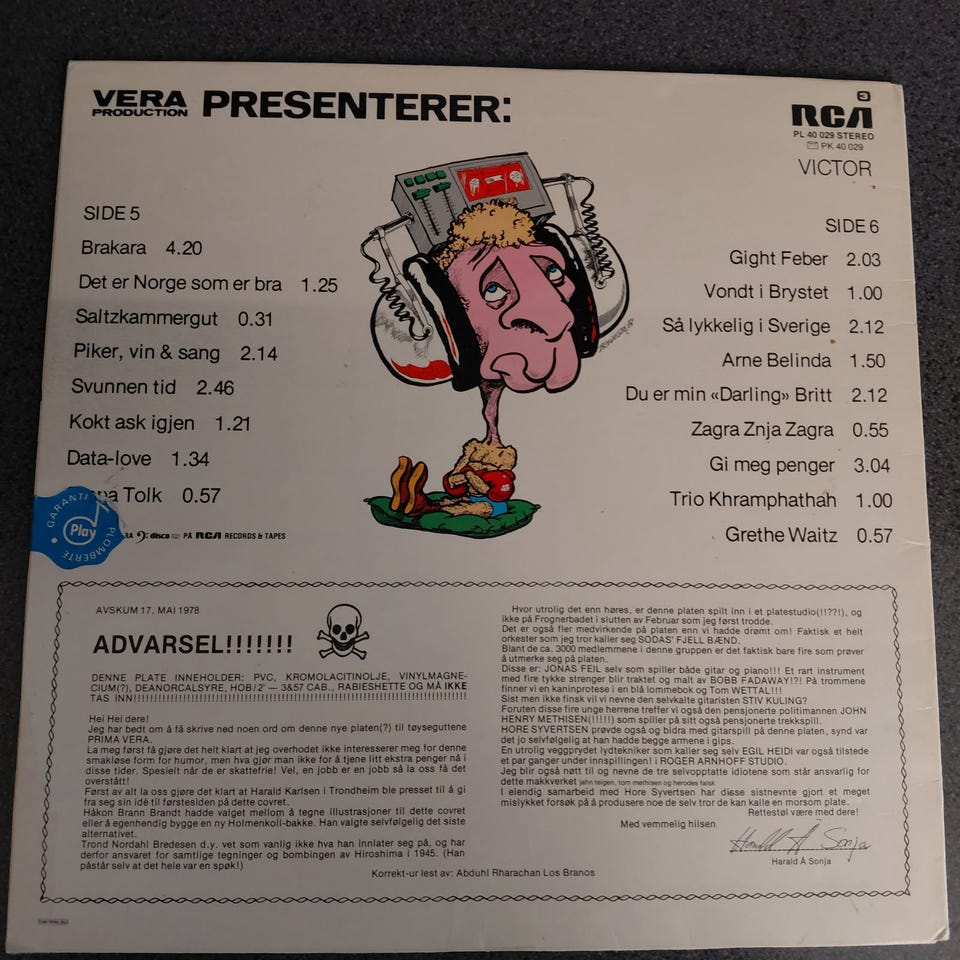 VERA PRODUCTION PRESENTERER:
3
RCA
PL 40 029 STEREO
PK 40 029
VICTOR
SIDE 5
Brakara 4.20
Det er Norge som er bra 1.25
Saltzkammergut 0.31
Piker, vin & sang 2.14
Svunnen tid 2.46
Kokt ask igjen 1.21
Data-love 1.34
pa Tolk 0.57
GARANTI
Play
PLOMBERTE
disco PÅ RCA RECORDS & TAPES
SIDE 6
Gight Feber 2.03
Vondt i Brystet 1.00
Så lykkelig i Sverige 2.12
Arne Belinda 1.50
Du er min «Darling» Britt 2.12
Zagra Znja Zagra 0.55
Gi meg penger 3.04
Trio Khramphathah 1.00
Grethe Waitz 0.57
AVSKUM 17. MAI 1978
ADVARSEL!!!!!!!
DENNE PLATE INNEHOLDER: PVC, KROMOLACITINOLJE, VINYLMAGNE-
CIUM(?), DEANORCALSYRE, HOB/2' — 3&57 CAB., RABIESHETTE OG MÅ IKKE
TAS INN!!!!!!!!!!!!!!!!!!!!!!!!!!!!!!!!!!!!!!!!!!!!!!!!!!!!!!!!!!!!!!!!!!!!!!!!!!!!!!
Hei Hei dere!
Jeg har bedt om å få skrive ned noen ord om denne nye platen(?) til tøyseguttene
PRIMA VERA.
La meg først få gjøre det helt klart at jeg overhodet ikke interesserer meg for denne
smakløse form for humor, men hva gjør man ikke for å tjene litt ekstra penger nå i
disse tider. Spesielt når de er skattefrie! Vel, en jobb er en jobb så la oss få det
overstått!
Først av alt la oss gjøre det klart at Harald Karlsen i Trondheim ble presset til å gi
fra seg sin idé til førstesiden på dette covret.
Håkon Brann Brandt hadde valget mellom å tegne illustrasjoner til dette covret
eller å egenhendig bygge en ny Holmenkoll-bakke. Han valgte selvfølgelig det siste
alternativet.
Trond Nordahl Bredesen d.y. vet som vanlig ikke hva han innlater seg på, og har
derfor ansvaret for samtlige tegninger og bombingen av Hiroshima i 1945. (Han
påstår selv at det hele var en spøk!)
Hvor utrolig det enn høres, er denne platen spilt inn i et platestudio(!!??!), og
ikke på Frognerbadet i slutten av Februar som jeg først trodde.
Det er også fler medvirkende på platen enn vi hadde drømt om! Faktisk et helt
orkester som jeg tror kaller seg SODAS' FJELL BÆND.
Blant de ca. 3000 medlemmene i denne gruppen er det faktisk bare fire som prøver
å utmerke seg på platen.
Disse er: JONAS FEIL selv som spiller både gitar og piano!!! Et rart instrument
med fire tykke strenger blir traktet og malt av BOBB FADAWAY!?! På trommene
finner vi en kaninprotese i en blå lommebok og Tom WETTAL!!!
Sist men ikke finsk vil vi nevne den selvkalte gitaristen STIV KULING?
Foruten disse fire unge herrene treffer vi også den pensjonerte politimannen JOHN
HENRY METHISEN(!!!!!) som spiller på sitt også pensjonerte trekkspill.
HORE SYVERTSEN prøvde også og bidra med gitarspill på denne platen, synd var
det jo selvfølgelig at han hadde begge armene i gips.
En utrolig veggprydet lydtekniker som kaller seg selv EGIL HEIDI var også tilstede
et par ganger under innspillingen! i ROGER ARNHOFF STUDIO.
Jeg blir også nøtt til og nevne de tre selvopptatte idiotene som står ansvarlig for
dette makkverket jahn teigen, tom methisen og herodes falsk
I elendig samarbeid med Hore Syvertsen har disse sistnevnte gjort et meget
mislykket forsøk på å produsere noe de selv tror de kan kalle en morsom plate.
Rettestøl være med dere!
Med vemmelig hilsen
Harald Å Sonja
Harald Å Sonja
Korrekt-ur lest av: Abduhl Rharachan Los Branos